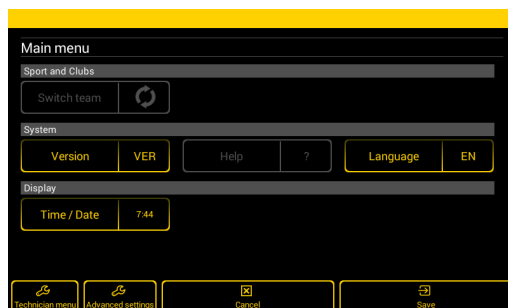 Main menu
Sport and Clubs
Switch team
System
Version VER Help ? Language EN
Display
Time / Date 7:44
Technician menu Advanced settings Cancel Save